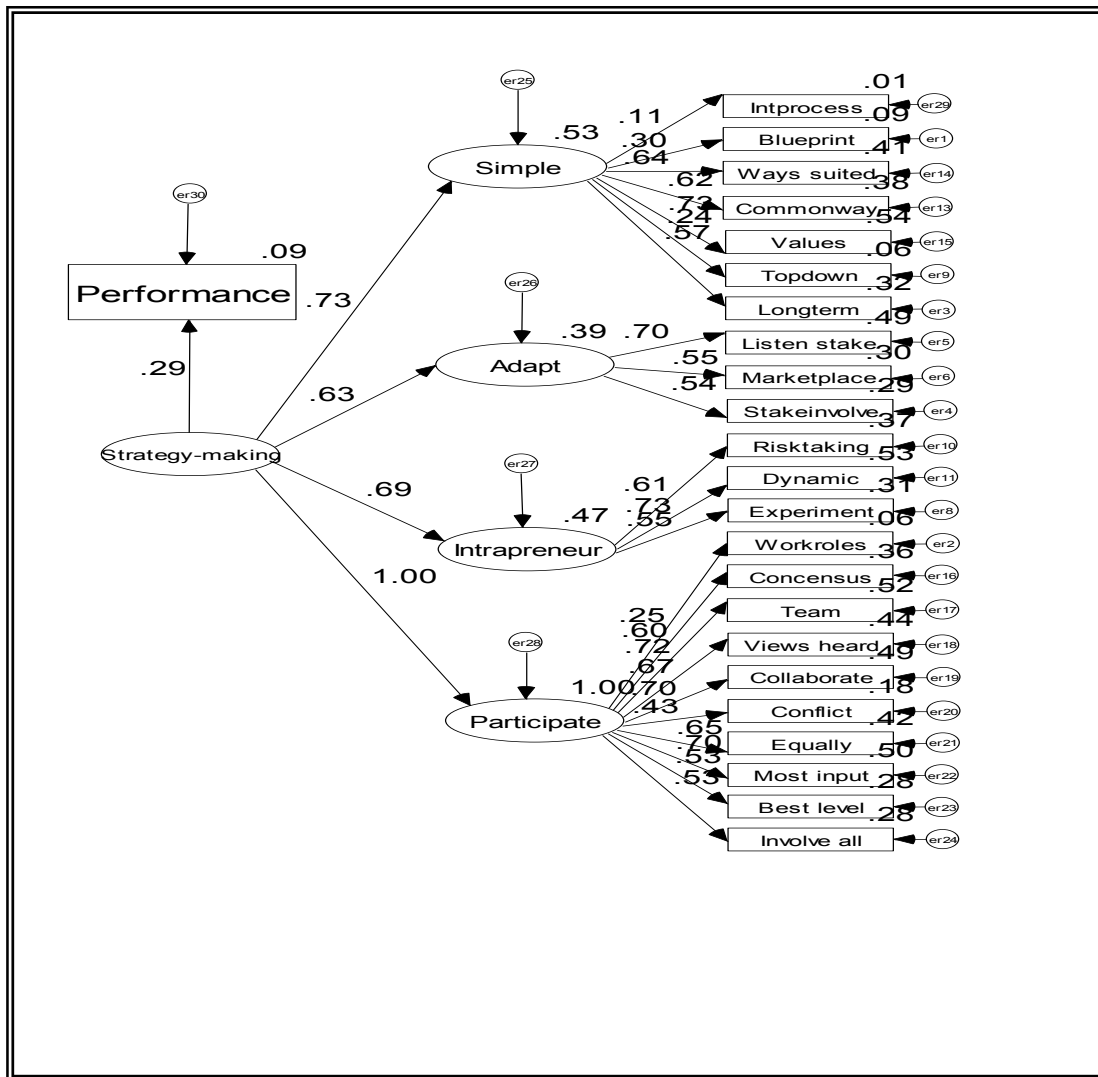 er25
.01
Intprocess
er29
.11
.09
.53
.30
Blueprint
er1
.64
.41
Simple
Ways suited
er14
.62
.38
Commonway
er13
.73
.54
.24
.57
Values
er15
.06
er30
Topdown
er9
.32
.09
Longterm
er3
.49
Performance
.73
er26
.39
.70
Listen stake
er5
.30
Adapt
.55
Marketplace
er6
.29
.54
.29
.63
Stakeinvolve
er4
.37
Strategy-making
Risktaking
er10
.53
er27
.69
.61
Dynamic
er11
.31
.73
.47
.55
Experiment
er8
.06
Intrapreneur
Workroles
er2
.36
1.00
Concensus
er16
.52
.25
Team
er17
.44
.60
er28
.72
Views heard
er18
.49
.67
Collaborate
er19
.18
1.00
.70
.43
Participate
Conflict
er20
.42
.65
.70
Equally
er21
.50
.53
Most input
er22
.28
.53
Best level
er23
.28
Involve all
er24